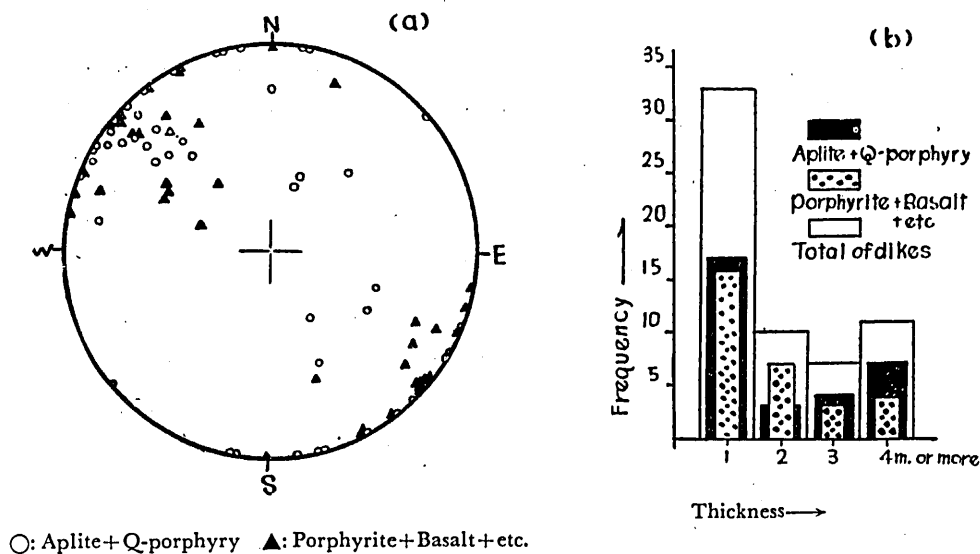 (a)
N
W
E
S
○: Aplite+Q-porphyry ▲: Porphyrite+Basalt+etc.
(b)
35
30
25
20
15
10
5
Frequency →
Aplite+Q-porphyry
Porphyrite+Basalt
+etc
Total of dikes
1 2 3 4m. or more
Thickness→